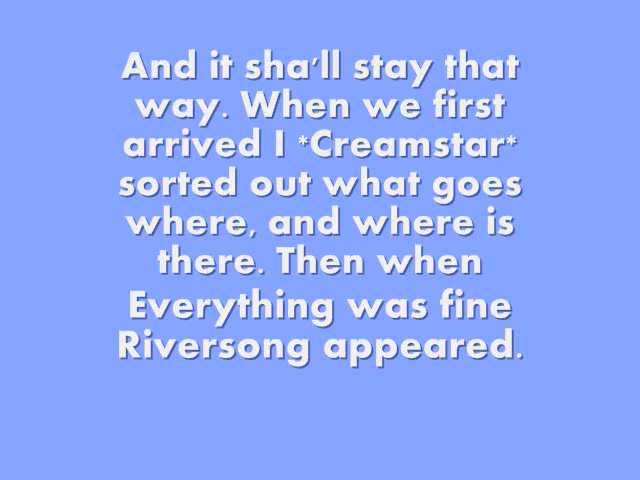 And it sha'll stay that
way. When we first
arrived I *Creamstar*
sorted out what goes
where, and where is
there. Then when
Everything was fine
Riversong appeared.